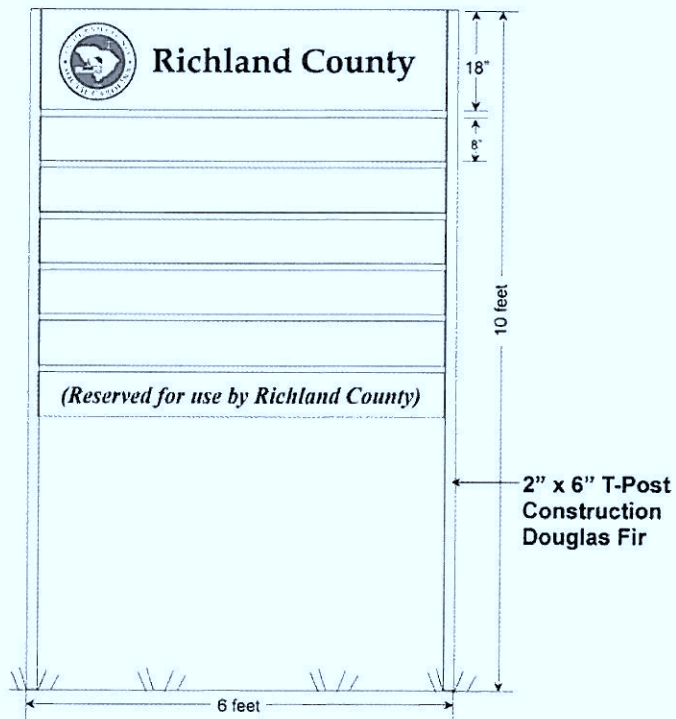 Richland County
18"
8"
(Reserved for use by Richland County)
10 feet
2” x 6” T-Post
Construction
Douglas Fir
6 feet